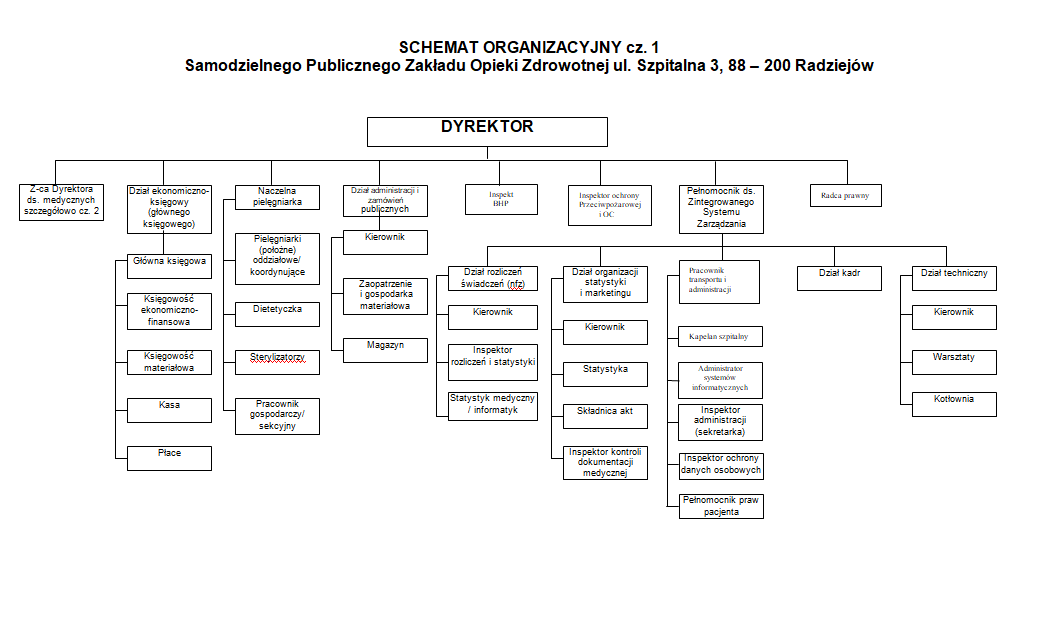 SCHEMAT ORGANIZACYJNY cz. 1
Samodzielnego Publicznego Zakładu Opieki Zdrowotnej ul. Szpitalna 3, 88 – 200 Radziejów
DYREKTOR
Z-ca Dyrektora
ds. medycznych
szczegółowo cz. 2
Dział ekonomiczno-
księgowy
(głównego
księgowego)
Naczelna
pielęgniarka
Dział administracji i
zamówień
publicznych
Inspekt
BHP
Inspektor ochrony
Przeciwpożarowej
i OC
Pełnomocnik ds.
Zintegrowanego
Systemu
Zarządzania
Radca prawny
Główna księgowa
Księgowość
ekonomiczno-
finansowa
Księgowość
materiałowa
Kasa
Płace
Pielęgniarki
(położne)
oddziałowe/
koordynujące
Dietetyczka
Sterylizatorzy
Pracownik
gospodarczy/
sekcyjny
Kierownik
Zaopatrzenie
i gospodarka
materiałowa
Magazyn
Dział rozliczeń
świadczeń (nfz)
Kierownik
Inspektor
rozliczeń i statystyki
Statystyk medyczny
/ informatyk
Dział organizacji
statystyki
i marketingu
Kierownik
Statystyka
Składnica akt
Inspektor kontroli
dokumentacji
medycznej
Pracownik
transporta i
administracji
Kapelan szpitalny
Administrator
systemów
informatycznych
Inspektor
administracji
(sekretarka)
Inspektor ochrony
danych osobowych
Pełnomocnik praw
pacjenta
Dział kadr
Dział techniczny
Kierownik
Warsztaty
Kotłownia